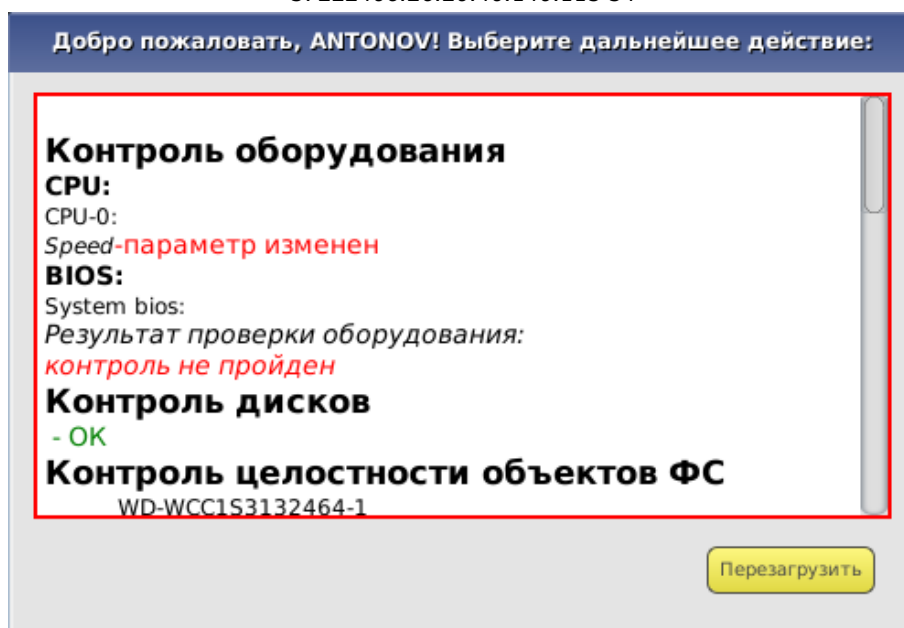 Добро пожаловать, ANTONOV! Выберите дальнейшее действие:
Контроль оборудования
CPU:
CPU-0:
Speed-параметр изменен
BIOS:
System bios:
Результат проверки оборудования:
контроль не пройден
Контроль дисков
- OK
Контроль целостности объектов ФС
WD-WCC1S3132464-1
Перезагрузить